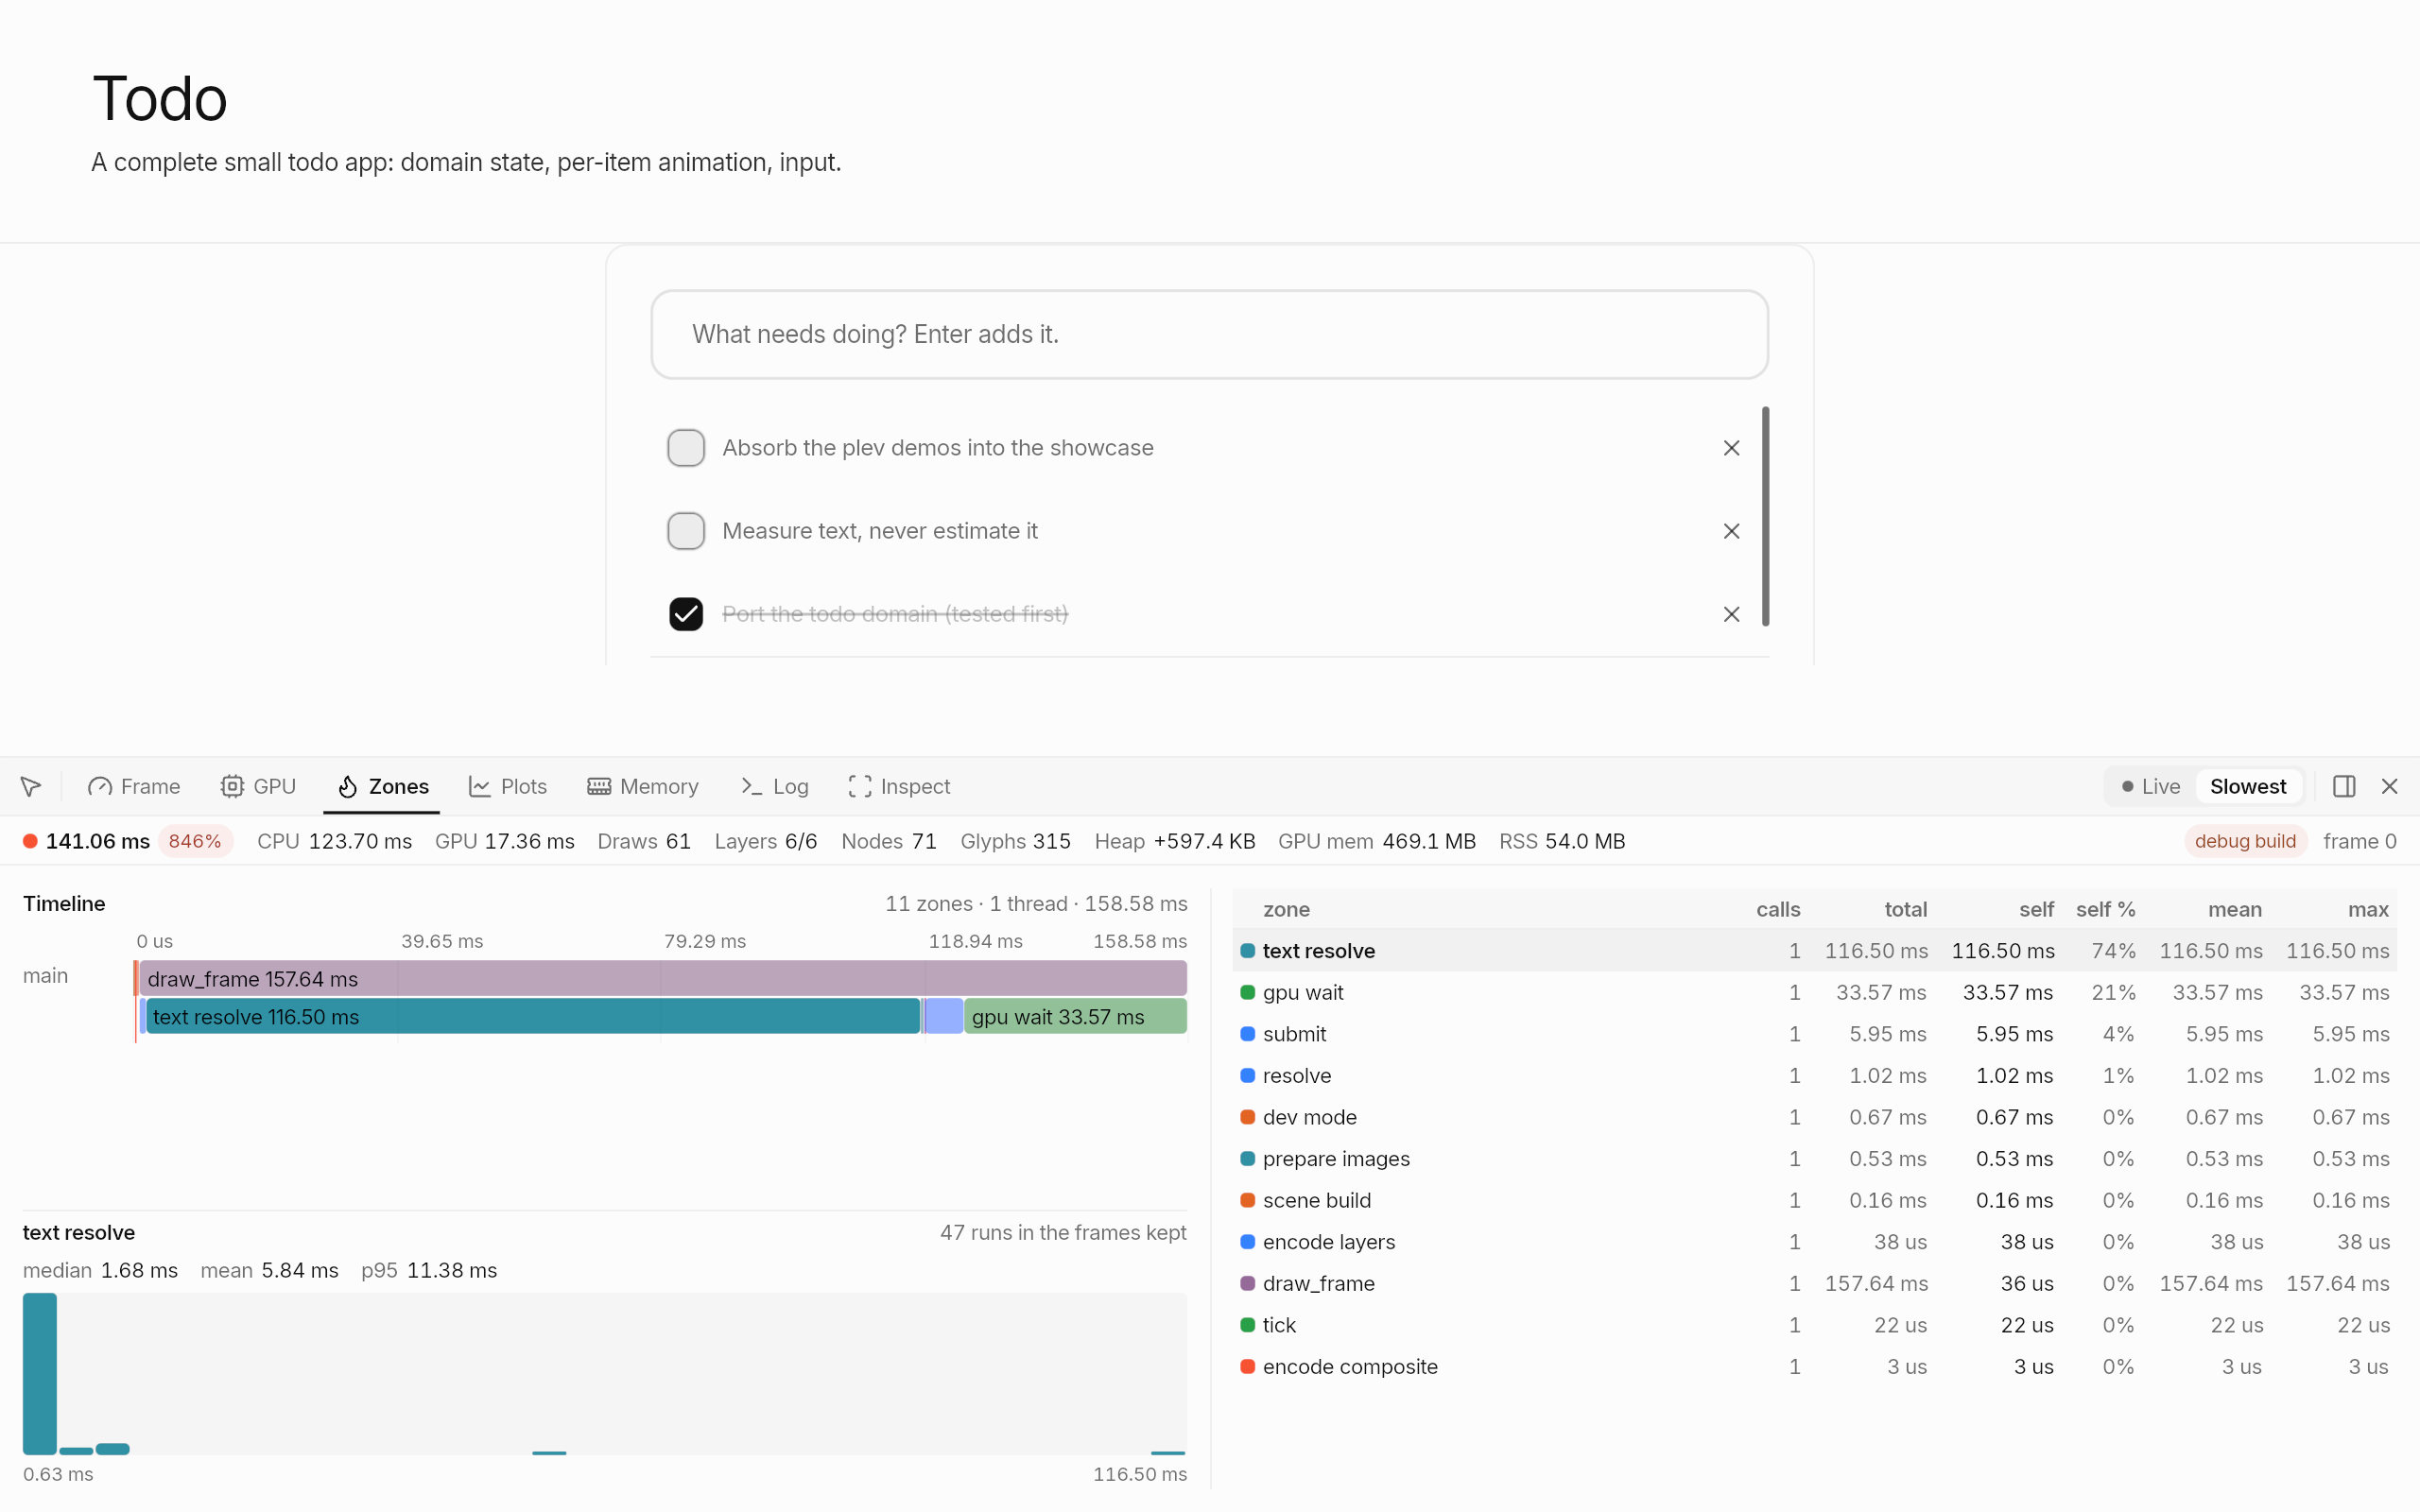 Todo
A complete small todo app: domain state, per-item animation, input.
What needs doing? Enter adds it.
Absorb the plev demos into the showcase
Measure text, never estimate it
Port the todo domain (tested first)
Frame GPU Zones Plots Memory Log Inspect Live Slowest
141.06 ms 846% CPU 123.70 ms GPU 17.36 ms Draws 61 Layers 6/6 Nodes 71 Glyphs 315 Heap +597.4 KB GPU mem 469.1 MB RSS 54.0 MB debug build frame 0
Timeline 11 zones · 1 thread · 158.58 ms
0 us 39.65 ms 79.29 ms 118.94 ms 158.58 ms
main draw_frame 157.64 ms
text resolve 116.50 ms gpu wait 33.57 ms
text resolve 47 runs in the frames kept
median 1.68 ms mean 5.84 ms p95 11.38 ms
0.63 ms 116.50 ms
zone calls total self self % mean max
text resolve 1 116.50 ms 116.50 ms 74% 116.50 ms 116.50 ms
gpu wait 1 33.57 ms 33.57 ms 21% 33.57 ms 33.57 ms
submit 1 5.95 ms 5.95 ms 4% 5.95 ms 5.95 ms
resolve 1 1.02 ms 1.02 ms 1% 1.02 ms 1.02 ms
dev mode 1 0.67 ms 0.67 ms 0% 0.67 ms 0.67 ms
prepare images 1 0.53 ms 0.53 ms 0% 0.53 ms 0.53 ms
scene build 1 0.16 ms 0.16 ms 0% 0.16 ms 0.16 ms
encode layers 1 38 us 38 us 0% 38 us 38 us
draw_frame 1 157.64 ms 36 us 0% 157.64 ms 157.64 ms
tick 1 22 us 22 us 0% 22 us 22 us
encode composite 1 3 us 3 us 0% 3 us 3 us